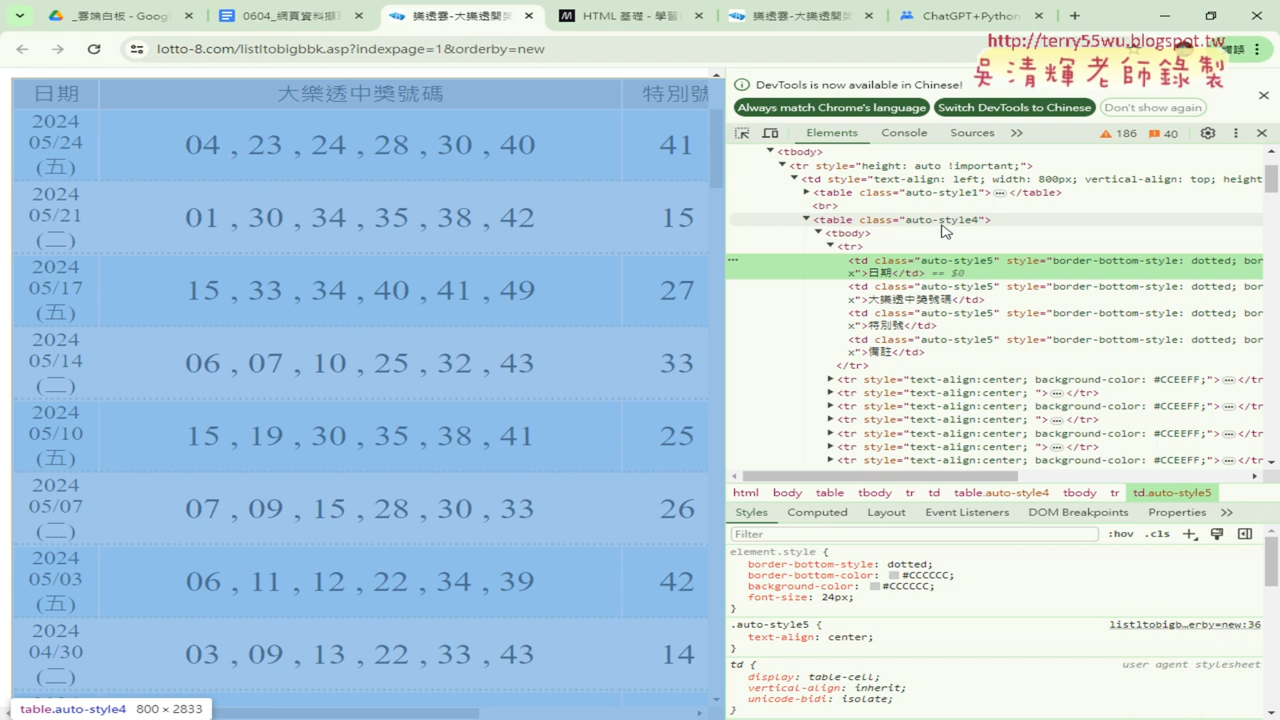 _雲端白板 - Googl
0604_網頁資料擷
樂透雲-大樂透開獎
HTML 基礎 - 學習
樂透雲-大樂透開獎
ChatGPT+Python
lotto-8.com/listltobigbk.asp?indexpage=1&orderby=new
http://terry55wu.blogspot.tw
吳清輝老師錄製
日期 大樂透中獎號碼 特別號
2024
05/24
(五)
04 , 23 , 24 , 28 , 30 , 40 41
2024
05/21
(二)
01 , 30 , 34 , 35 , 38 , 42 15
2024
05/17
(五)
15 , 33 , 34 , 40 , 41 , 49 27
2024
05/14
(二)
06 , 07 , 10 , 25 , 32 , 43 33
2024
05/10
(五)
15 , 19 , 30 , 35 , 38 , 41 25
2024
05/07
(二)
07 , 09 , 15 , 28 , 30 , 33 26
2024
05/03
(五)
06 , 11 , 12 , 22 , 34 , 39 42
2024
04/30
(二)
03 , 09 , 13 , 22 , 33 , 43 14
table.auto-style4 800 × 2833
DevTools is now available in Chinese!
Always match Chrome's language Switch DevTools to Chinese Don't show again
Elements Console Sources 186 40
<tbody>
<tr style="height: auto !important;">
<td style="text-align: left; width: 800px; vertical-align: top; height
<table class="auto-style1"> … </table>
<br>
<table class="auto-style4">
<tbody>
<tr>
<td class="auto-style5" style="border-bottom-style: dotted; bor
x">日期</td> == $0
<td class="auto-style5" style="border-bottom-style: dotted; bor
x">大樂透中獎號碼</td>
<td class="auto-style5" style="border-bottom-style: dotted; bor
x">特別號</td>
<td class="auto-style5" style="border-bottom-style: dotted; bor
x">備註</td>
</tr>
<tr style="text-align:center; background-color: #CCEEFF;"> … </tr
<tr style="text-align:center; "> … </tr>
<tr style="text-align:center; background-color: #CCEEFF;"> … </tr
<tr style="text-align:center; "> … </tr>
<tr style="text-align:center; background-color: #CCEEFF;"> … </tr
<tr style="text-align:center; "> … </tr>
<tr style="text-align:center; background-color: #CCEEFF;"> … </tr
html body table tbody tr td table.auto-style4 tbody tr td.auto-style5
Styles Computed Layout Event Listeners DOM Breakpoints Properties
Filter :hov .cls
element.style {
border-bottom-style: dotted;
border-bottom-color: #CCCCCC;
background-color: #CCCCCC;
font-size: 24px;
}
.auto-style5 { listltobigb…erby=new:36
text-align: center;
}
td { user agent stylesheet
display: table-cell;
vertical-align: inherit;
unicode-bidi: isolate;
}